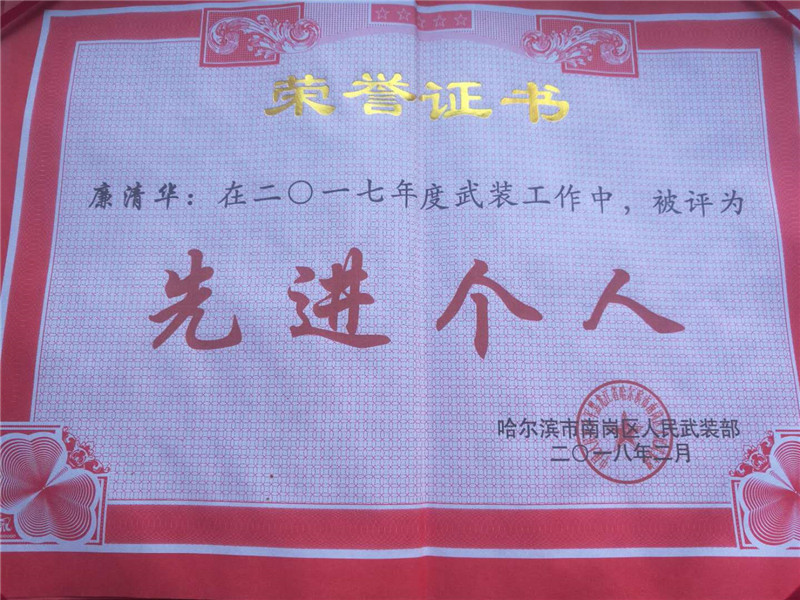 荣誉证书
廉清华：在二〇一七年度武装工作中，被评为
先进个人
哈尔滨市南岗区人民武装部
二〇一八年二月